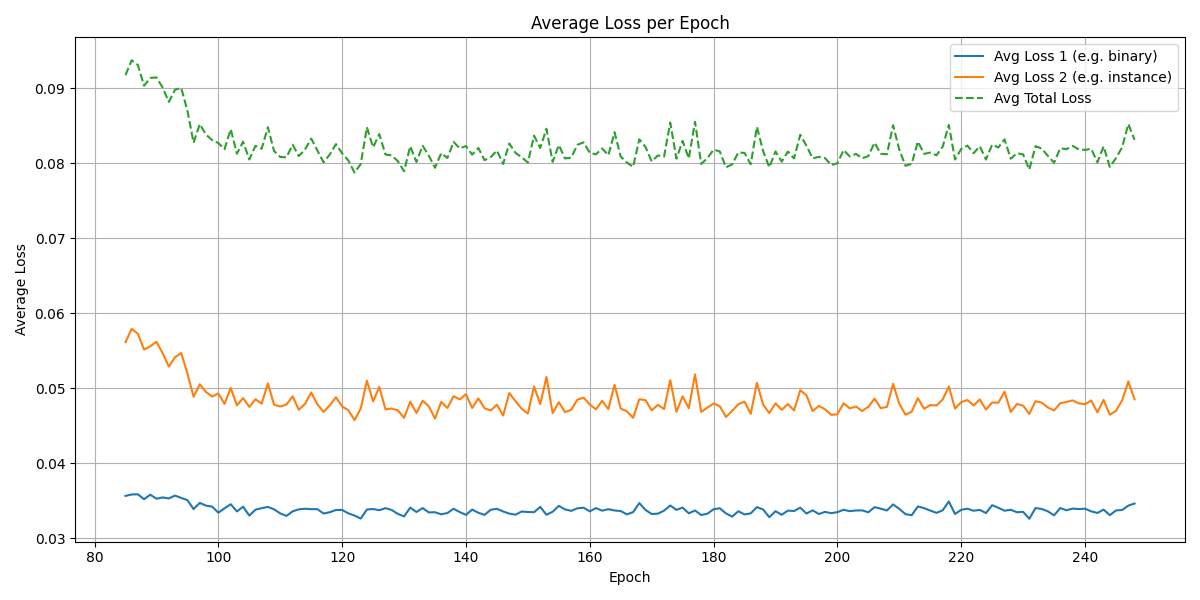 Average Loss per Epoch
Avg Loss 1 (e.g. binary)
Avg Loss 2 (e.g. instance)
Avg Total Loss
Average Loss
0.09
0.08
0.07
0.06
0.05
0.04
0.03
80 100 120 140 160 180 200 220 240
Epoch